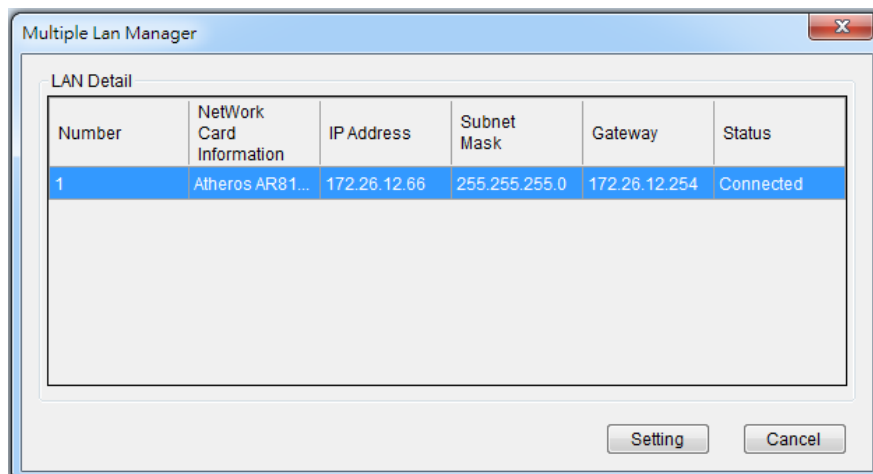 Multiple Lan Manager
LAN Detail
Number
NetWork
Card
Information
IP Address
Subnet
Mask
Gateway
Status
1 Atheros AR81... 172.26.12.66 255.255.255.0 172.26.12.254 Connected
Setting Cancel